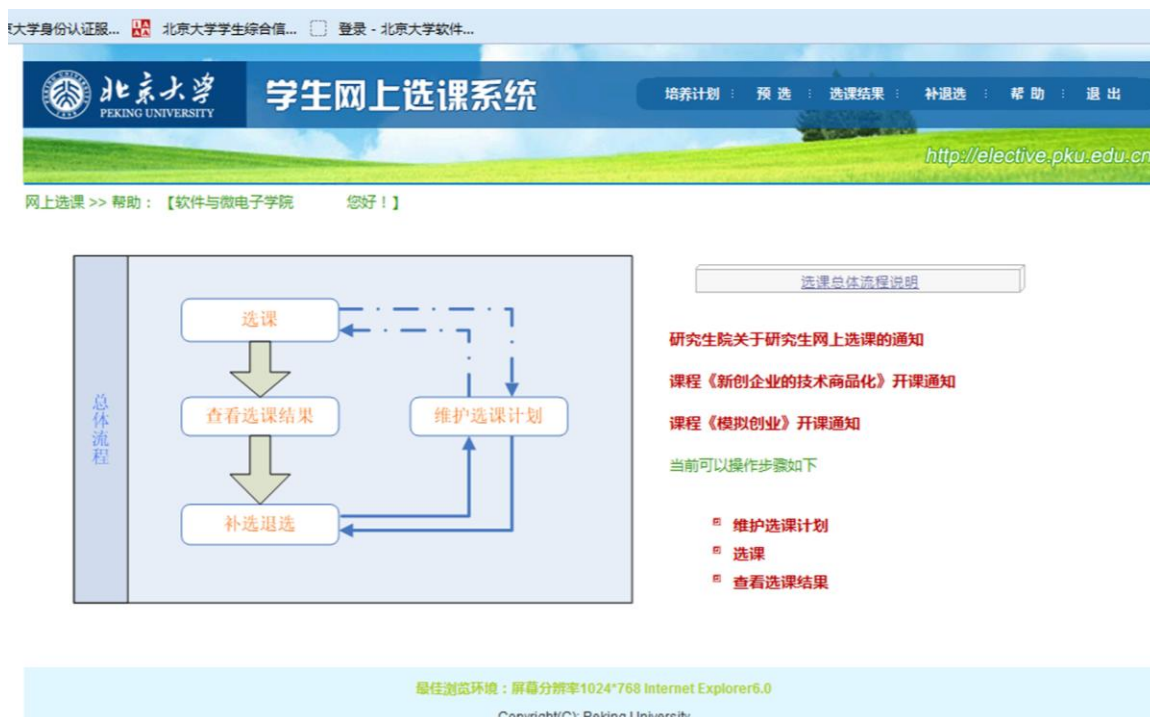 大学身份认证服... 北京大学学生综合信... 登录 - 北京大学软件...
北京大学
PEKING UNIVERSITY
学生网上选课系统
培养计划 预选 选课结果 补退选 帮助 退出
http://elective.pku.edu.cn
网上选课 >> 帮助：【软件与微电子学院 您好！】
总体流程
选课
查看选课结果
维护选课计划
补选退选
选课总体流程说明
研究生院关于研究生网上选课的通知
课程《新创企业的技术商品化》开课通知
课程《模拟创业》开课通知
当前可以操作步骤如下
维护选课计划
选课
查看选课结果
最佳浏览环境：屏幕分辨率1024*768 Internet Explorer6.0
Copyright(C): Peking University